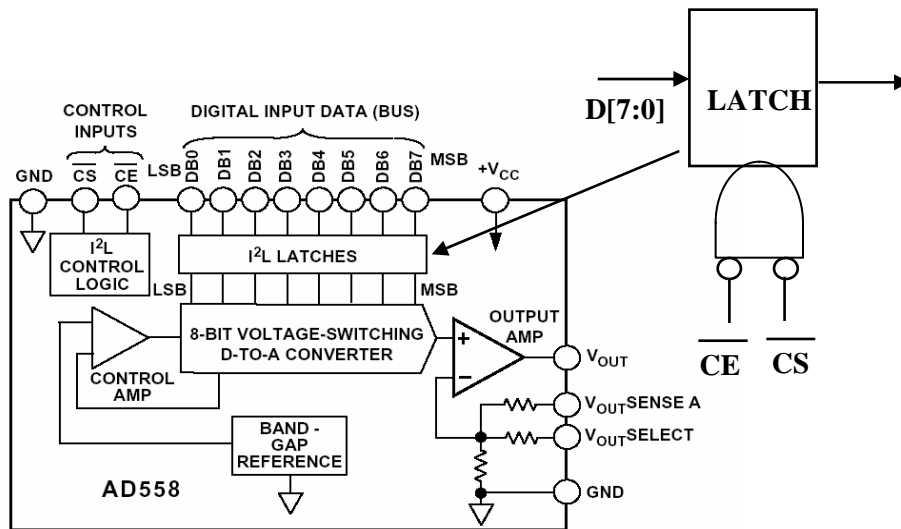 D[7:0]
LATCH
CONTROL
INPUTS
DIGITAL INPUT DATA (BUS)
GND
CS
CE
LSB
DB0
DB1
DB2
DB3
DB4
DB5
DB6
DB7
MSB
+VCC
I2L
CONTROL
LOGIC
I2L LATCHES
LSB
MSB
8-BIT VOLTAGE-SWITCHING
D-TO-A CONVERTER
CONTROL
AMP
OUTPUT
AMP
+
−
VOUT
VOUTSENSE A
VOUTSELECT
GND
BAND -
GAP
REFERENCE
AD558
CE
CS